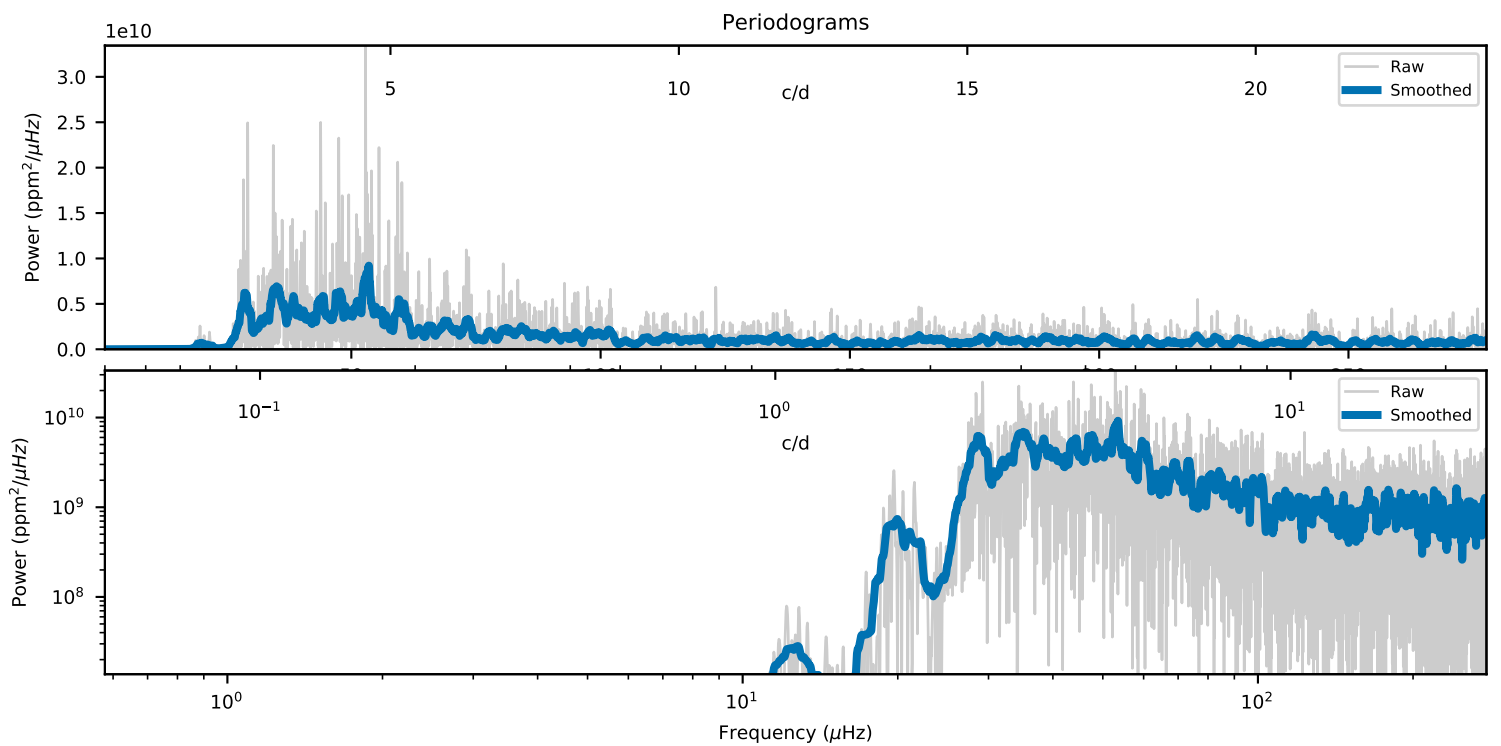 Periodograms
1e10
Power (ppm²/μHz)
3.0
2.5
2.0
1.5
1.0
0.5
0.0
5 10 15 20
c/d
Raw
Smoothed
Power (ppm²/μHz)
10¹⁰
10⁹
10⁸
10⁻¹ 10⁰ 10¹
c/d
Raw
Smoothed
10⁰ 10¹ 10²
Frequency (μHz)